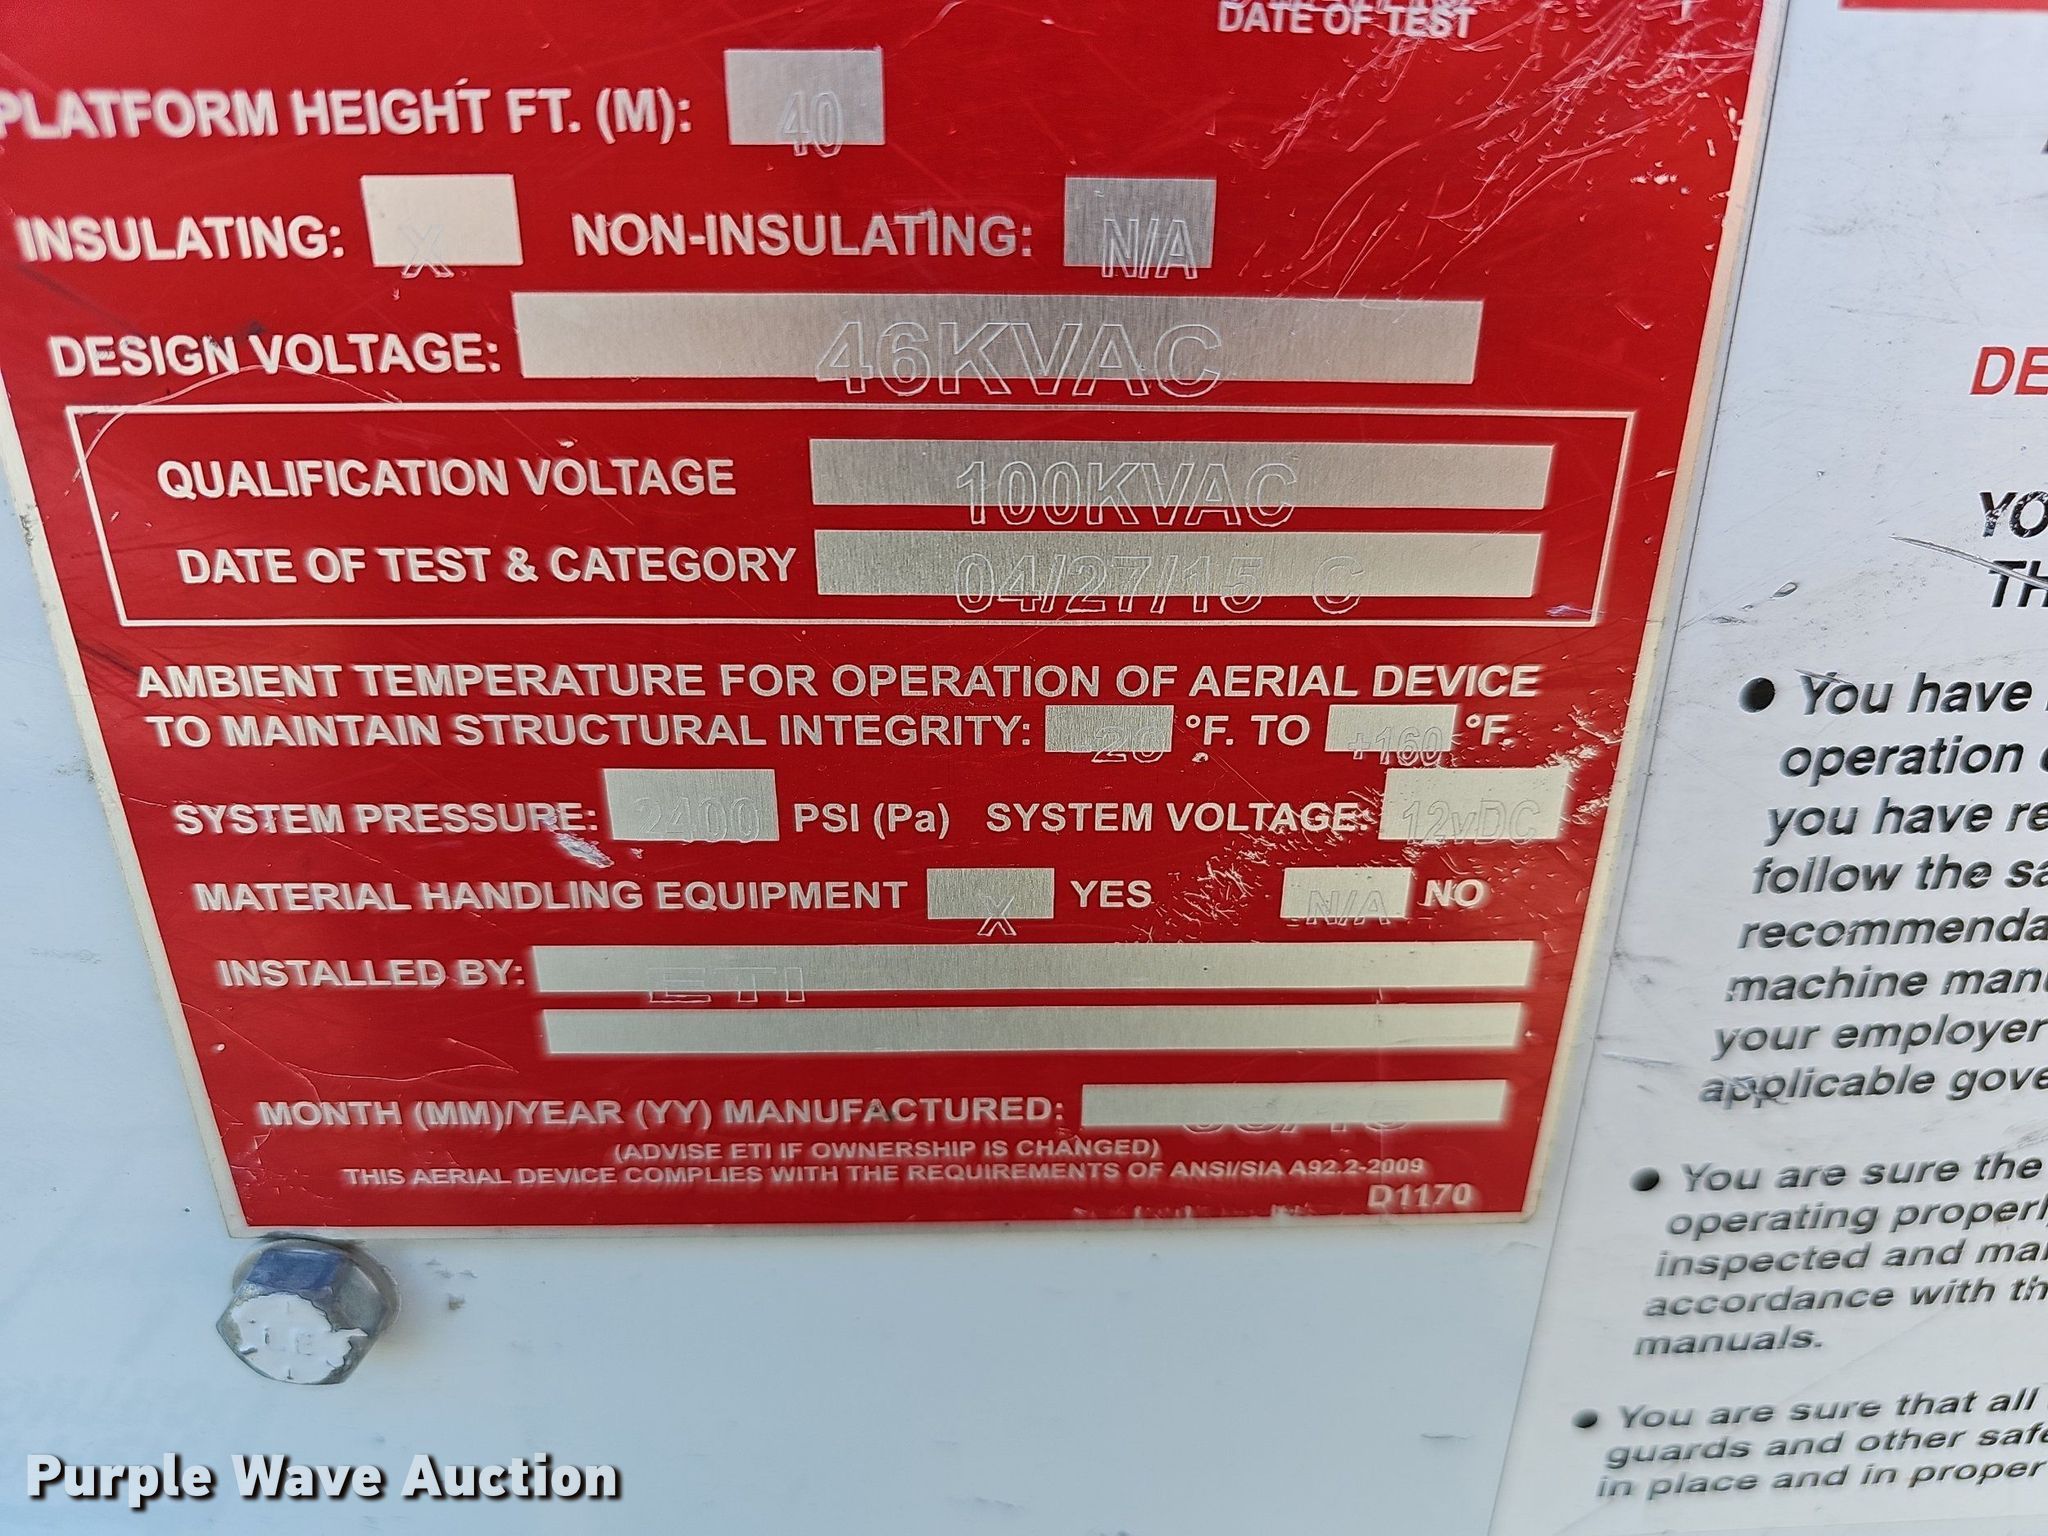 DATE OF TEST
PLATFORM HEIGHT FT. (M): 40
INSULATING: X NON-INSULATING: N/A
DESIGN VOLTAGE: 46KVAC
QUALIFICATION VOLTAGE 100KVAC
DATE OF TEST & CATEGORY 04/27/15 C
AMBIENT TEMPERATURE FOR OPERATION OF AERIAL DEVICE
TO MAINTAIN STRUCTURAL INTEGRITY: -20 °F. TO +160 °F.
SYSTEM PRESSURE: 2400 PSI (Pa) SYSTEM VOLTAGE: 12vDC
MATERIAL HANDLING EQUIPMENT X YES N/A NO
INSTALLED BY: ETI
MONTH (MM)/YEAR (YY) MANUFACTURED:
(ADVISE ETI IF OWNERSHIP IS CHANGED)
THIS AERIAL DEVICE COMPLIES WITH THE REQUIREMENTS OF ANSI/SIA A92.2-2009
D1170
DE
YO
TH
● You have
operation
you have re
follow the sa
recommenda
machine man
your employer
applicable gove
● You are sure the
operating properl
inspected and mai
accordance with th
manuals.
● You are sure that all
guards and other safe
in place and in proper
Purple Wave Auction